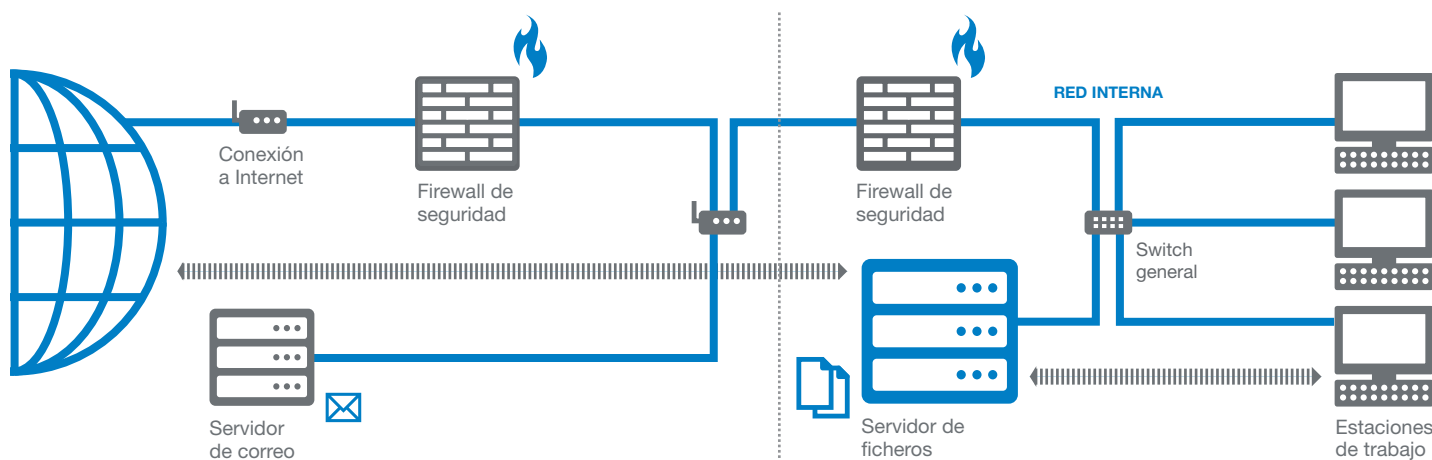 RED INTERNA
Conexión
a Internet
Firewall de
seguridad
Firewall de
seguridad
Switch
general
Servidor
de correo
Servidor de
ficheros
Estaciones
de trabajo